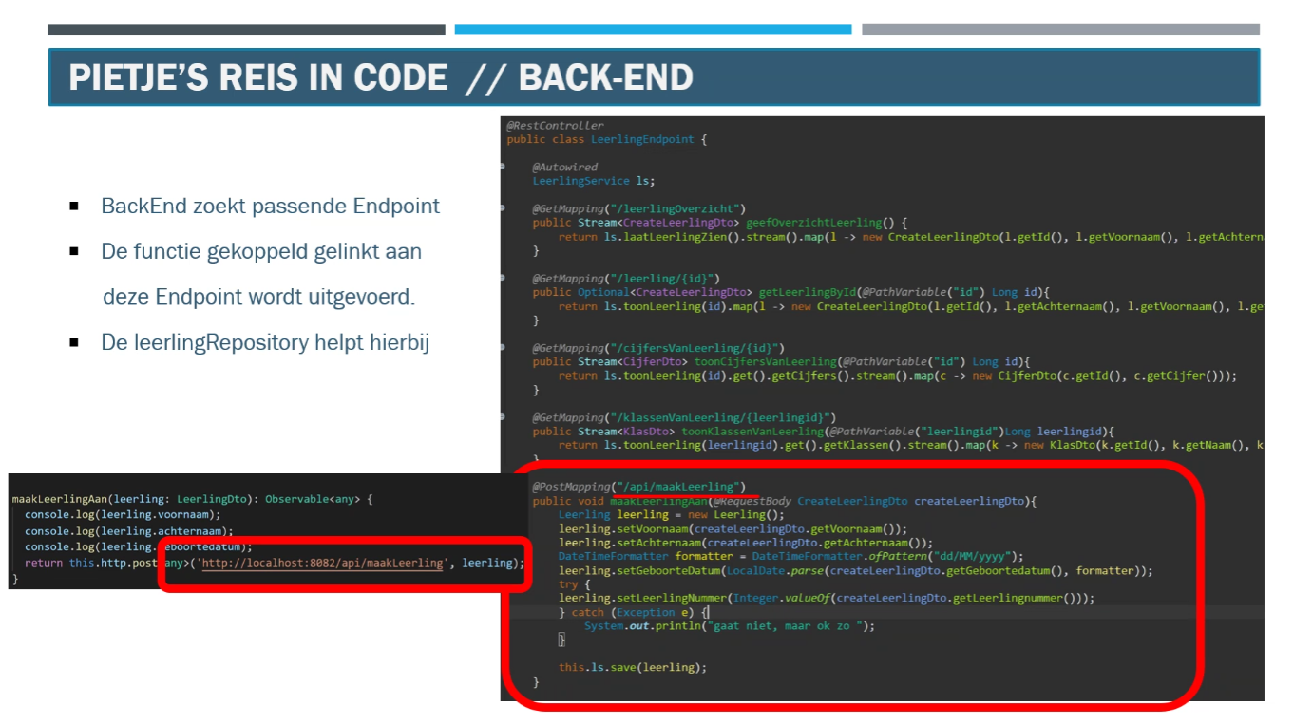 PIETJE'S REIS IN CODE // BACK-END
▪ BackEnd zoekt passende Endpoint
▪ De functie gekoppeld gelinkt aan
deze Endpoint wordt uitgevoerd.
▪ De leerlingRepository helpt hierbij
@RestController
public class LeerlingEndpoint {
@Autowired
LeerlingService ls;
@GetMapping("/leerlingOverzicht")
public Stream<CreateLeerlingDto> geefOverzichtLeerling() {
return ls.laatLeerlingZien().stream().map(l -> new CreateLeerlingDto(l.getId(), l.getVoornaam(), l.getAchtern
}
@GetMapping("/leerling/{id}")
public Optional<CreateLeerlingDto> getLeerlingById(@PathVariable("id") Long id){
return ls.toonLeerling(id).map(l -> new CreateLeerlingDto(l.getId(), l.getAchternaam(), l.getVoornaam(), l.ge
}
@GetMapping("/cijfersVanLeerling/{id}")
public Stream<CijferDto> toonCijfersVanLeerling(@PathVariable("id") Long id){
return ls.toonLeerling(id).get().getCijfers().stream().map(c -> new CijferDto(c.getId(), c.getCijfer()));
}
@GetMapping("/klassenVanLeerling/{leerlingid}")
public Stream<KlasDto> toonKlassenVanLeerling(@PathVariable("leerlingid")Long leerlingid){
return ls.toonLeerling(leerlingid).get().getKlassen().stream().map(k -> new KlasDto(k.getId(), k.getNaam(), k
}
@PostMapping("/api/maakLeerling")
public void maakLeerlingAan(@RequestBody CreateLeerlingDto createLeerlingDto){
Leerling leerling = new Leerling();
leerling.setVoornaam(createLeerlingDto.getVoornaam());
leerling.setAchternaam(createLeerlingDto.getAchternaam());
DateTimeFormatter formatter = DateTimeFormatter.ofPattern("dd/MM/yyyy");
leerling.setGeboorteDatum(LocalDate.parse(createLeerlingDto.getGeboortedatum(), formatter));
try {
leerling.setLeerlingNummer(Integer.valueOf(createLeerlingDto.getLeerlingnummer()));
} catch (Exception e) {
System.out.println("gaat niet, maar ok zo ");
}
this.ls.save(leerling);
}
maakLeerlingAan(leerling: LeerlingDto): Observable<any> {
console.log(leerling.voornaam);
console.log(leerling.achternaam);
console.log(leerling.geboortedatum);
return this.http.post<any>('http://localhost:8082/api/maakLeerling', leerling);
}